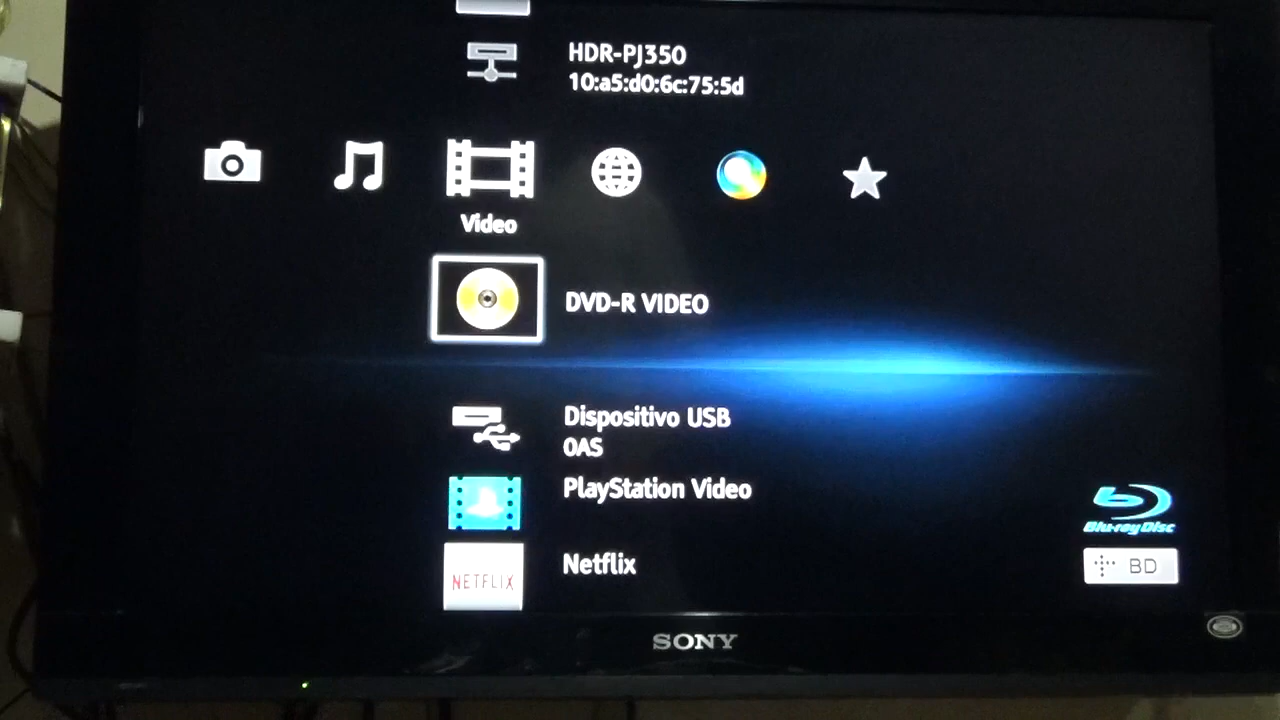 HDR-PJ350
10:a5:d0:6c:75:5d
Video
DVD-R VIDEO
Dispositivo USB
0AS
PlayStation Video
NETFLIX
Netflix
Blu-ray Disc
BD
SONY